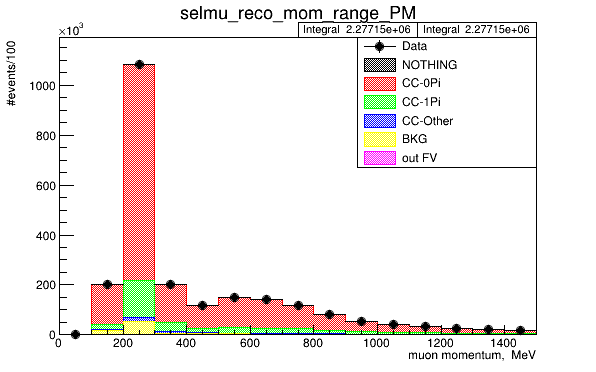 selmu_reco_mom_range_PM
×10³
Integral 2.27715e+06 Integral 2.27715e+06
Data
NOTHING
CC-0Pi
CC-1Pi
CC-Other
BKG
out FV
#events/100
1000
800
600
400
200
0
0 200 400 600 800 1000 1200 1400
muon momentum, MeV